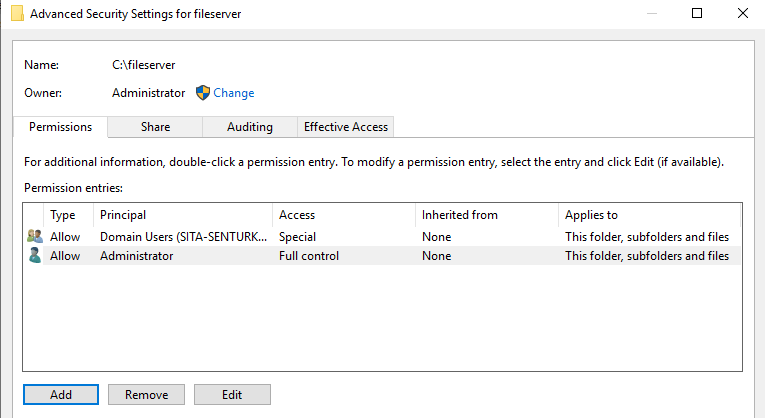 Advanced Security Settings for fileserver
Name: C:\fileserver
Owner: Administrator Change
Permissions Share Auditing Effective Access
For additional information, double-click a permission entry. To modify a permission entry, select the entry and click Edit (if available).
Permission entries:
Type Principal Access Inherited from Applies to
Allow Domain Users (SITA-SENTURK... Special None This folder, subfolders and files
Allow Administrator Full control None This folder, subfolders and files
Add Remove Edit